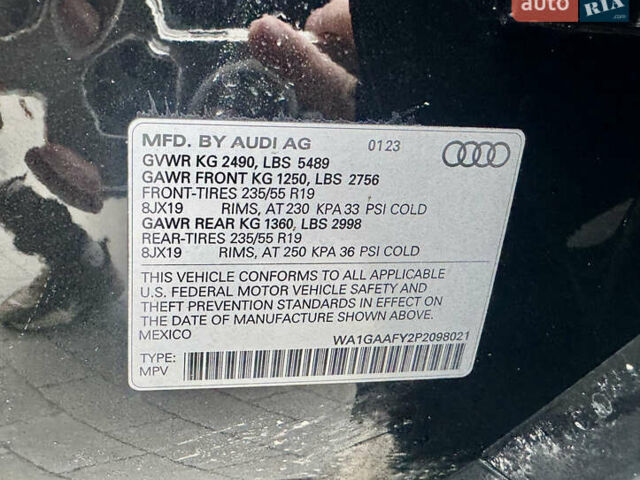 auto RIA.com
MFD. BY AUDI AG 0123
GVWR KG 2490, LBS 5489
GAWR FRONT KG 1250, LBS 2756
FRONT-TIRES 235/55 R19
8JX19 RIMS, AT 230 KPA 33 PSI COLD
GAWR REAR KG 1360, LBS 2998
REAR-TIRES 235/55 R19
8JX19 RIMS, AT 250 KPA 36 PSI COLD
THIS VEHICLE CONFORMS TO ALL APPLICABLE
U.S. FEDERAL MOTOR VEHICLE SAFETY AND
THEFT PREVENTION STANDARDS IN EFFECT ON
THE DATE OF MANUFACTURE SHOWN ABOVE.
MEXICO WA1GAAFY2P2098021
TYPE:
MPV